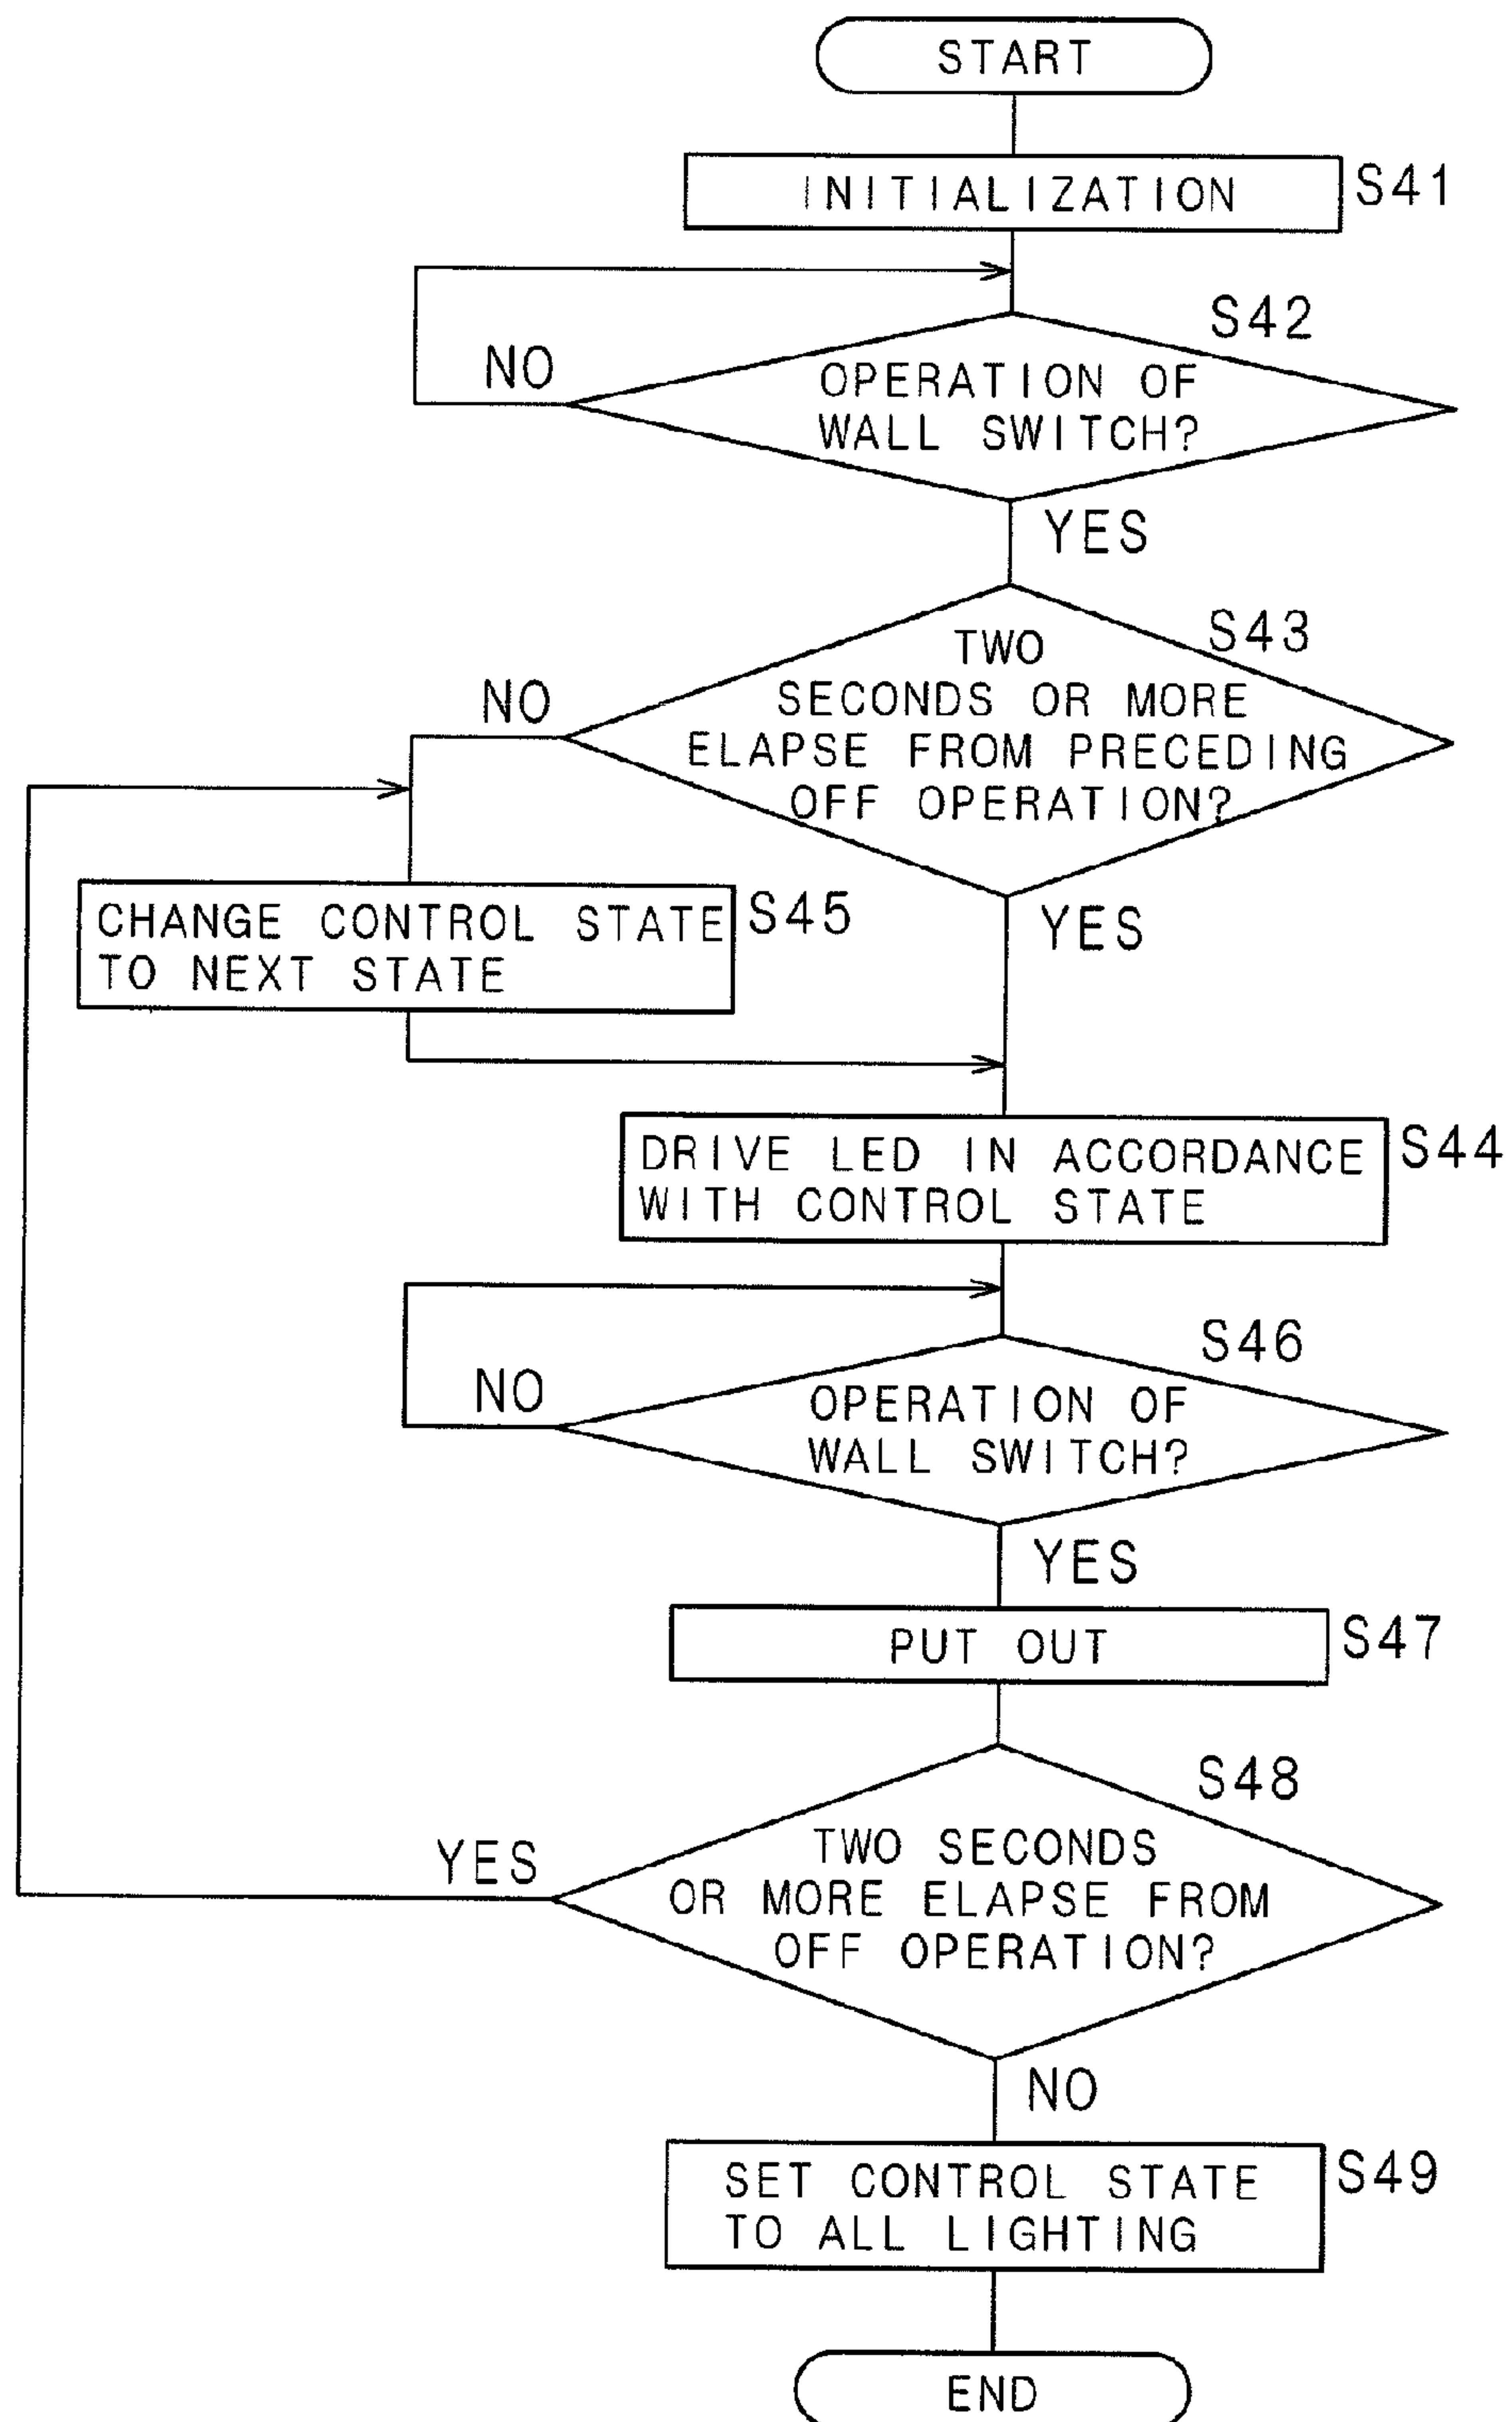 START
INITIALIZATION
S41
S42
NO
OPERATION OF
WALL SWITCH?
YES
S43
NO
TWO
SECONDS OR MORE
ELAPSE FROM PRECEDING
OFF OPERATION?
YES
CHANGE CONTROL STATE
TO NEXT STATE
S45
DRIVE LED IN ACCORDANCE
WITH CONTROL STATE
S44
S46
NO
OPERATION OF
WALL SWITCH?
YES
PUT OUT
S47
S48
YES
TWO SECONDS
OR MORE ELAPSE FROM
OFF OPERATION?
NO
SET CONTROL STATE
TO ALL LIGHTING
S49
END